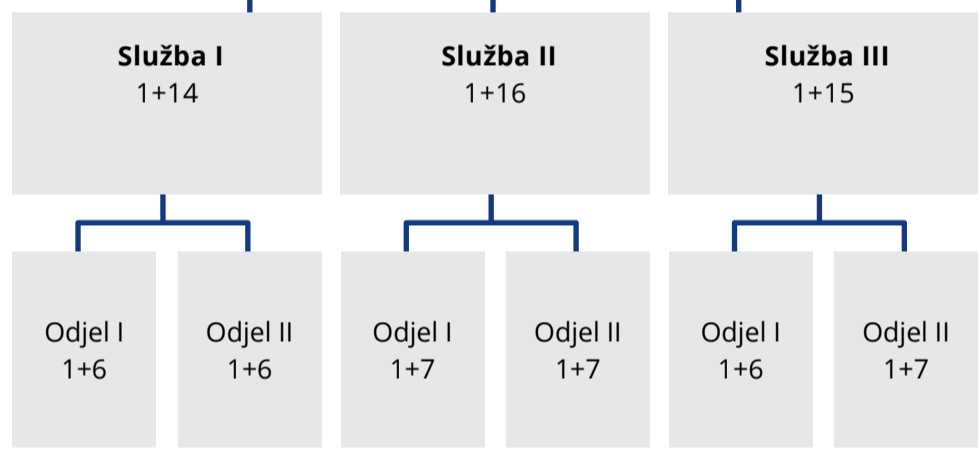 Služba I
1+14
Služba II
1+16
Služba III
1+15
Odjel I
1+6
Odjel II
1+6
Odjel I
1+7
Odjel II
1+7
Odjel I
1+6
Odjel II
1+7